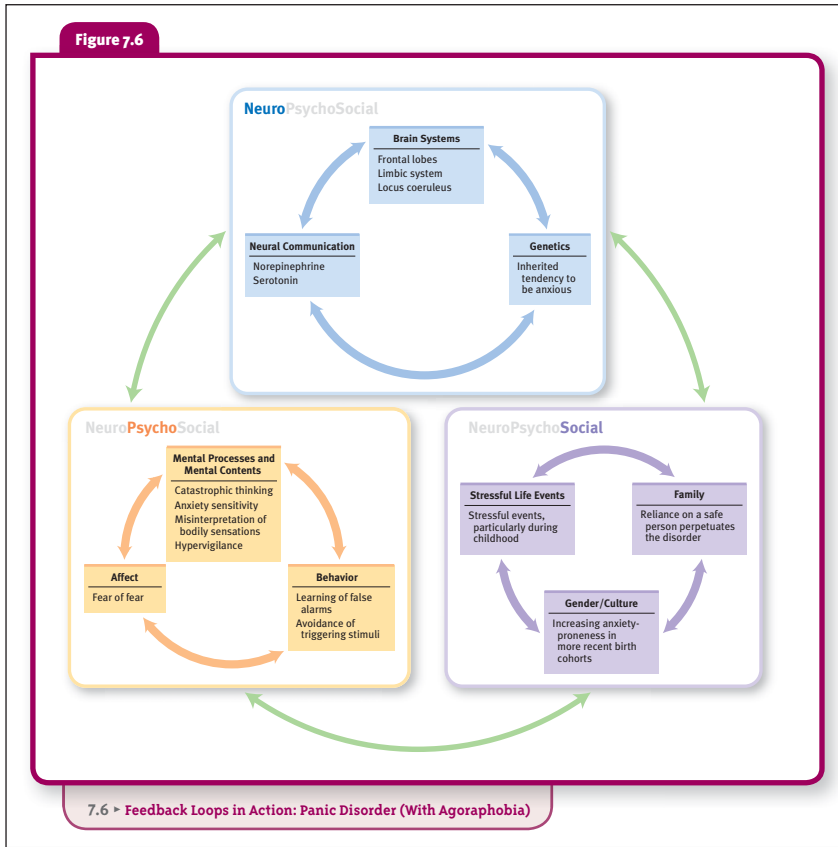 Figure 7.6
NeuroPsychoSocial
Brain Systems
Frontal lobes
Limbic system
Locus coeruleus
Neural Communication
Norepinephrine
Serotonin
Genetics
Inherited
tendency to
be anxious
NeuroPsychoSocial
Mental Processes and
Mental Contents
Catastrophic thinking
Anxiety sensitivity
Misinterpretation of
bodily sensations
Hypervigilance
Affect
Fear of fear
Behavior
Learning of false
alarms
Avoidance of
triggering stimuli
NeuroPsychoSocial
Stressful Life Events
Stressful events,
particularly during
childhood
Family
Reliance on a safe
person perpetuates
the disorder
Gender/Culture
Increasing anxiety-
proneness in
more recent birth
cohorts
7.6 ► Feedback Loops in Action: Panic Disorder (With Agoraphobia)